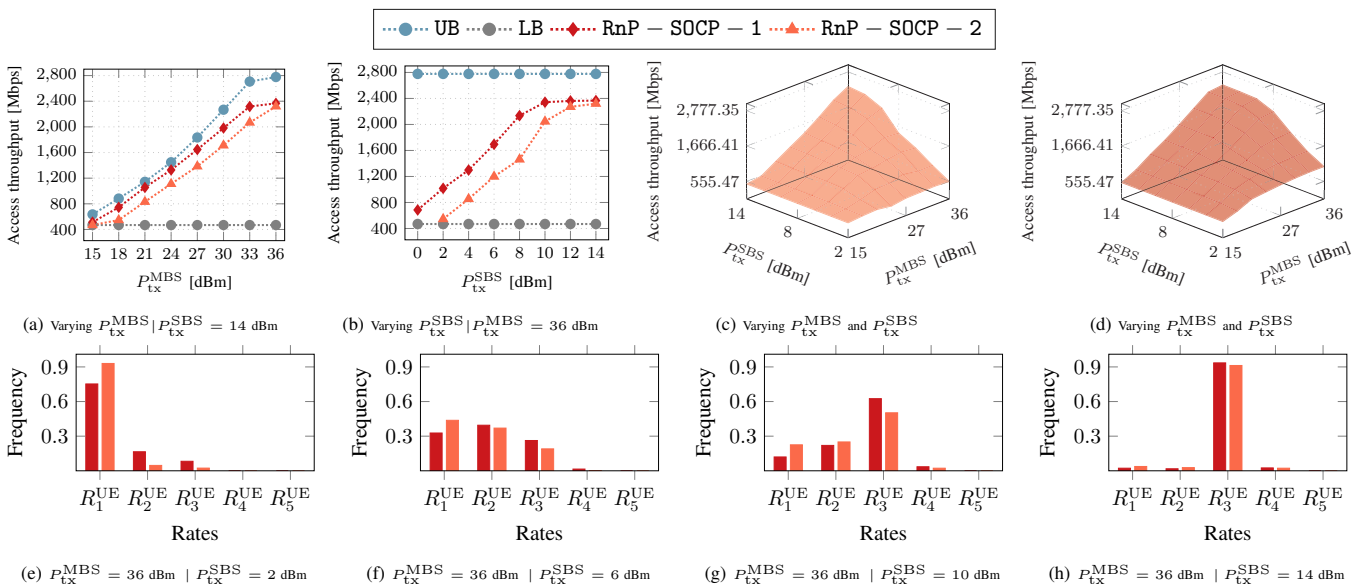 UB LB RnP − SOCP − 1 RnP − SOCP − 2
Access throughput [Mbps]
2,800
2,400
2,000
1,600
1,200
800
400
15 18 21 24 27 30 33 36
P_tx^MBS [dBm]
(a) Varying P_tx^MBS | P_tx^SBS = 14 dBm
Access throughput [Mbps]
2,800
2,400
2,000
1,600
1,200
800
400
0 2 4 6 8 10 12 14
P_tx^SBS [dBm]
(b) Varying P_tx^SBS | P_tx^MBS = 36 dBm
Access throughput [Mbps]
2,777.35
1,666.41
555.47
14 8 2 15 27 36
P_tx^SBS [dBm]
P_tx^MBS [dBm]
(c) Varying P_tx^MBS and P_tx^SBS
Access throughput [Mbps]
2,777.35
1,666.41
555.47
14 8 2 15 27 36
P_tx^SBS [dBm]
P_tx^MBS [dBm]
(d) Varying P_tx^MBS and P_tx^SBS
Frequency
0.9
0.6
0.3
R_1^UE R_2^UE R_3^UE R_4^UE R_5^UE
Rates
(e) P_tx^MBS = 36 dBm | P_tx^SBS = 2 dBm
Frequency
0.9
0.6
0.3
R_1^UE R_2^UE R_3^UE R_4^UE R_5^UE
Rates
(f) P_tx^MBS = 36 dBm | P_tx^SBS = 6 dBm
Frequency
0.9
0.6
0.3
R_1^UE R_2^UE R_3^UE R_4^UE R_5^UE
Rates
(g) P_tx^MBS = 36 dBm | P_tx^SBS = 10 dBm
Frequency
0.9
0.6
0.3
R_1^UE R_2^UE R_3^UE R_4^UE R_5^UE
Rates
(h) P_tx^MBS = 36 dBm | P_tx^SBS = 14 dBm